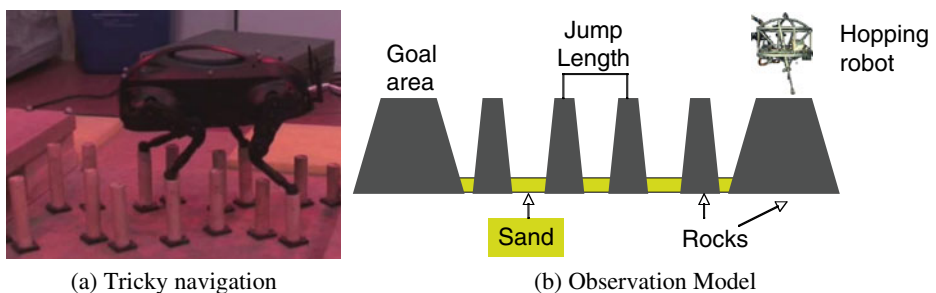 Goal
area
Jump
Length
Hopping
robot
Sand
Rocks
(a) Tricky navigation
(b) Observation Model